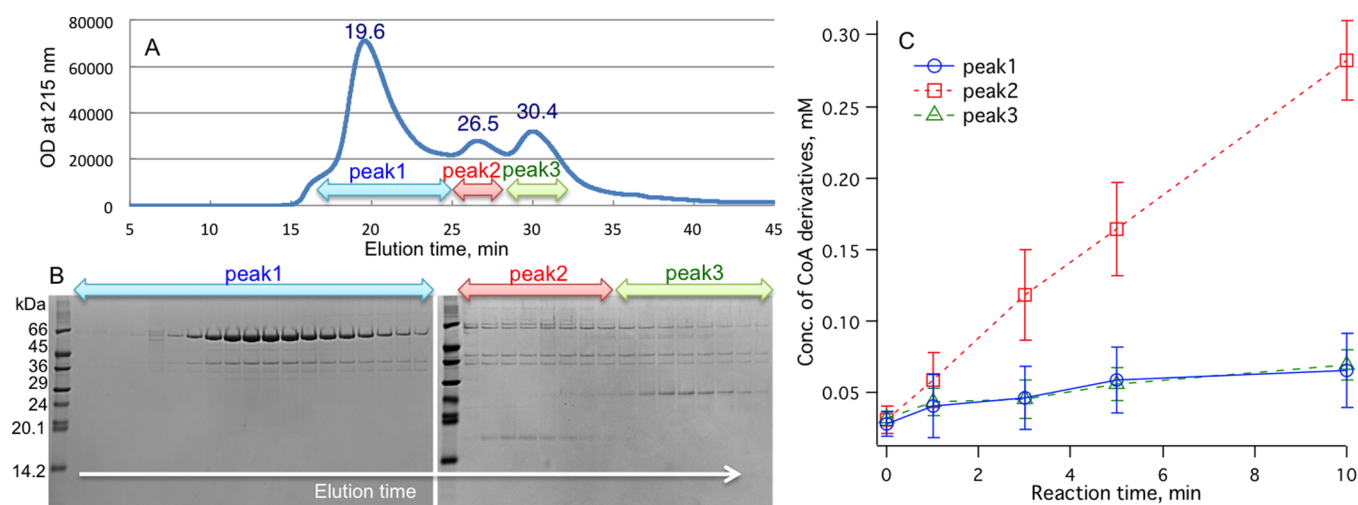 A
OD at 215 nm
80000
60000
40000
20000
0
19.6
26.5
30.4
peak1
peak2
peak3
5
10
15
20
25
30
35
40
45
Elution time, min
B
peak1
peak2
peak3
kDa
66
45
36
29
24
20.1
14.2
Elution time
C
peak1
peak2
peak3
Conc. of CoA derivatives, mM
0.30
0.25
0.20
0.15
0.10
0.05
0
2
4
6
8
10
Reaction time, min